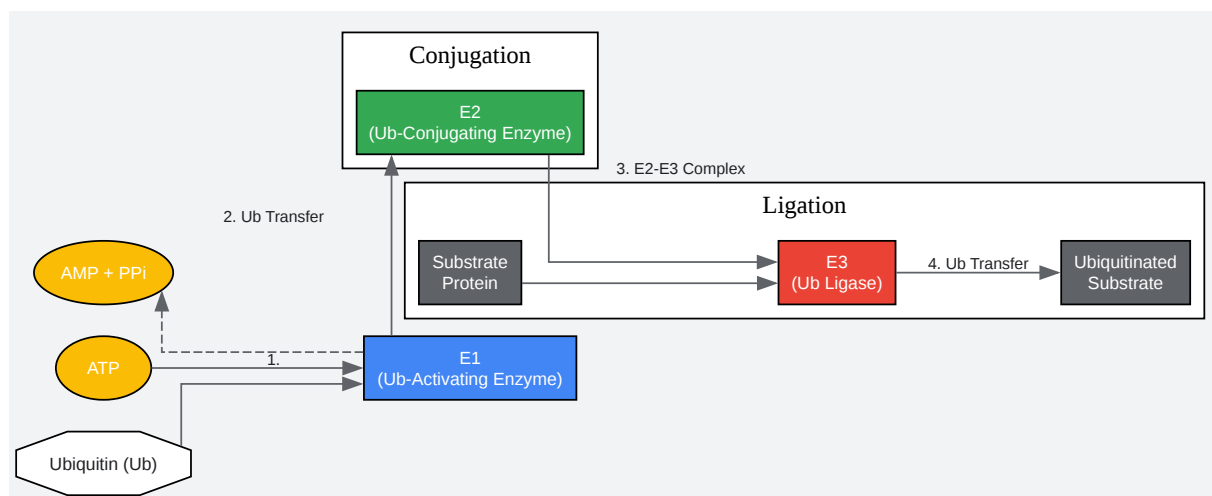 Conjugation
E2
(Ub-Conjugating Enzyme)
3. E2-E3 Complex
Ligation
2. Ub Transfer
Substrate
Protein
E3
(Ub Ligase)
4. Ub Transfer
Ubiquitinated
Substrate
AMP + PPi
ATP
1.
E1
(Ub-Activating Enzyme)
Ubiquitin (Ub)